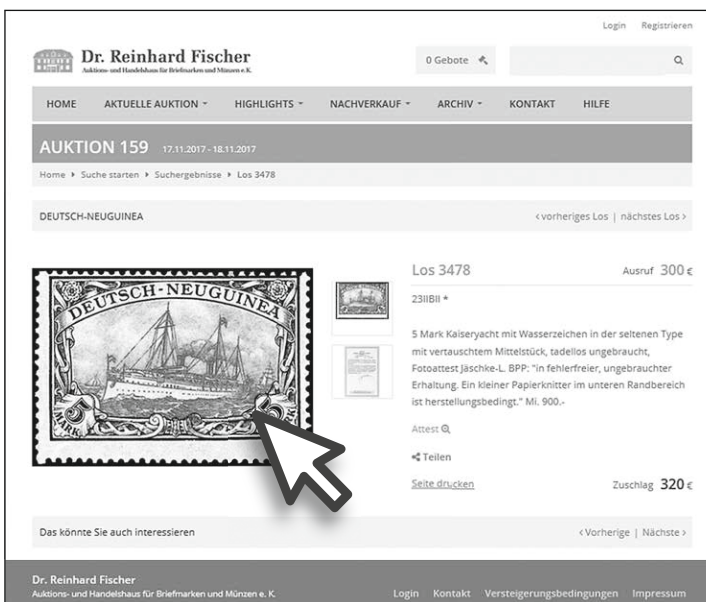 Login Registrieren
Dr. Reinhard Fischer
Auktions- und Handelshaus für Briefmarken und Münzen e.K.
0 Gebote
HOME AKTUELLE AUKTION HIGHLIGHTS NACHVERKAUF ARCHIV KONTAKT HILFE
AUKTION 159 17.11.2017 - 18.11.2017
Home Suche starten Suchergebnisse Los 3478
DEUTSCH-NEUGUINEA
‹ vorheriges Los | nächstes Los ›
DEUTSCH-NEUGUINEA
5 MARK
5 MARK
Los 3478
Ausruf 300 €
23IIBII *
5 Mark Kaiseryacht mit Wasserzeichen in der seltenen Type
mit vertauschtem Mittelstück, tadellos ungebraucht,
Fotoattest Jäschke-L. BPP: "in fehlerfreier, ungebrauchter
Erhaltung. Ein kleiner Papierknitter im unteren Randbereich
ist herstellungsbedingt." Mi. 900.-
Attest
Teilen
Seite drucken
Zuschlag 320 €
Das könnte Sie auch interessieren
‹ Vorherige | Nächste ›
Dr. Reinhard Fischer
Auktions- und Handelshaus für Briefmarken und Münzen e. K.
Login Kontakt Versteigerungsbedingungen Impressum